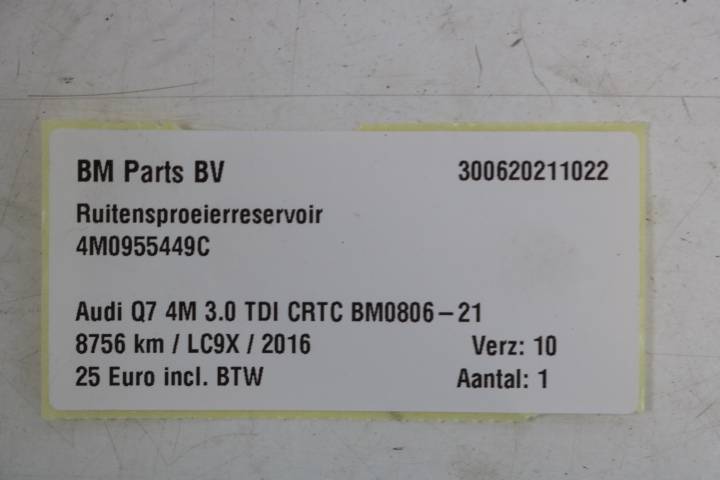 BM Parts BV 300620211022
Ruitensproeierreservoir
4M0955449C
Audi Q7 4M 3.0 TDI CRTC BM0806-21
8756 km / LC9X / 2016 Verz: 10
25 Euro incl. BTW Aantal: 1